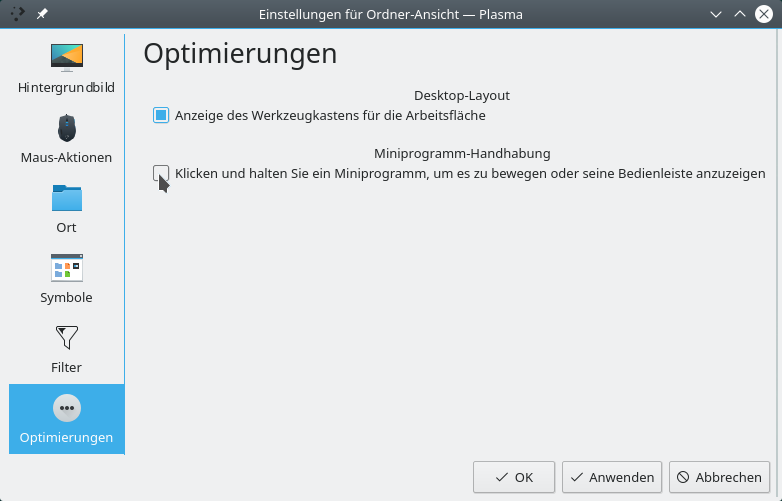 Einstellungen für Ordner-Ansicht — Plasma
Hintergrundbild
Maus-Aktionen
Ort
Symbole
Filter
Optimierungen
Optimierungen
Desktop-Layout
Anzeige des Werkzeugkastens für die Arbeitsfläche
Miniprogramm-Handhabung
Klicken und halten Sie ein Miniprogramm, um es zu bewegen oder seine Bedienleiste anzuzeigen
OK
Anwenden
Abbrechen